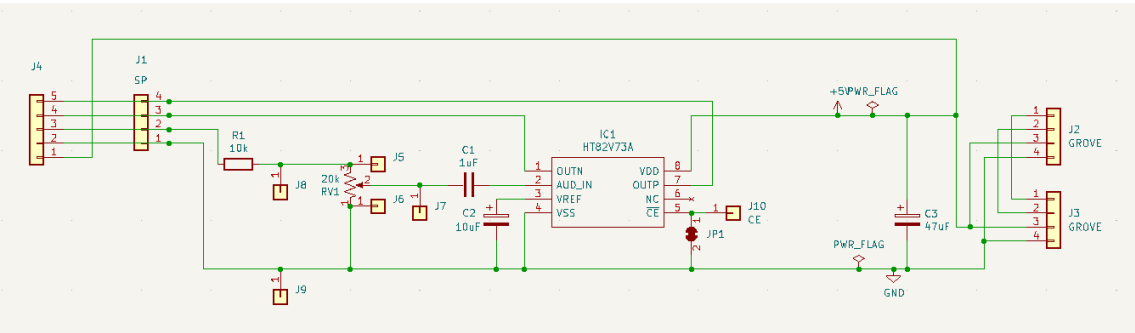 J4
5
4
3
2
1
J1
SP
4
3
2
1
R1
10k
1
J8
1
J5
3
20k
RV1
2
1
1
J6
1
J7
C1
1uF
C2
10uF
+
1
J9
IC1
HT82V73A
1 OUTN
2 AUD_IN
3 VREF
4 VSS
VDD 8
OUTP 7
NC 6
CE 5
1
JP1
2
1
J10
CE
+5V
PWR_FLAG
PWR_FLAG
GND
+
C3
47uF
1
2
3
4
J2
GROVE
1
2
3
4
J3
GROVE